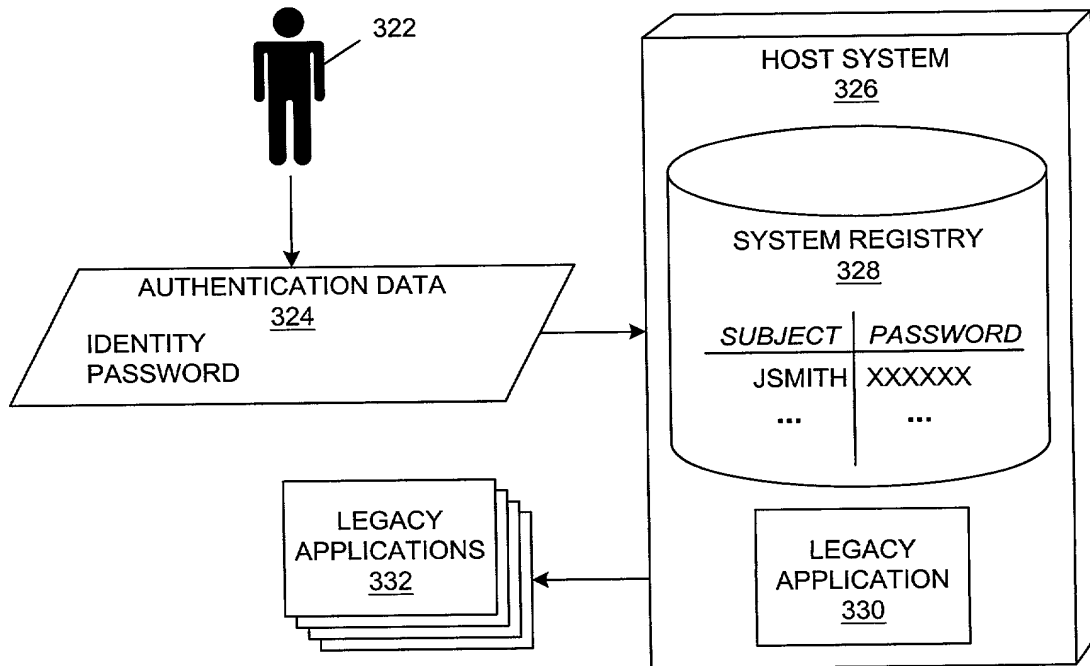 322
HOST SYSTEM
326
SYSTEM REGISTRY
328
AUTHENTICATION DATA
324
IDENTITY
PASSWORD
SUBJECT PASSWORD
JSMITH XXXXXX
... ...
LEGACY
APPLICATIONS
332
LEGACY
APPLICATION
330